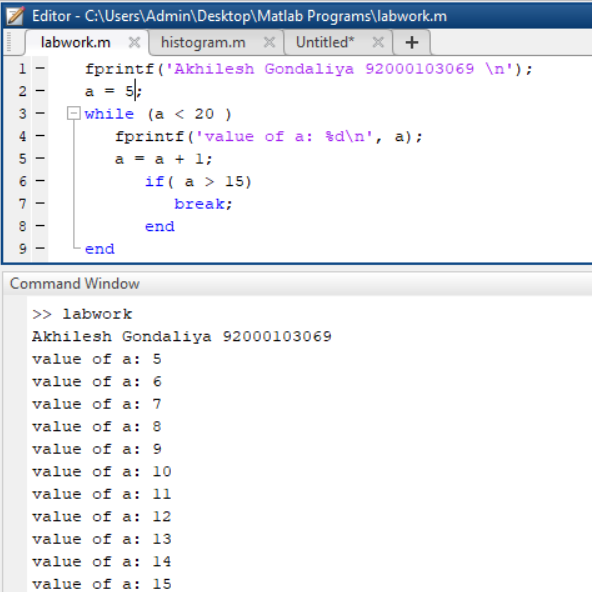 Editor - C:\Users\Admin\Desktop\Matlab Programs\labwork.m
labwork.m × histogram.m × Untitled* × +
1 - fprintf('Akhilesh Gondaliya 92000103069 \n');
2 - a = 5;
3 - while (a < 20 )
4 - fprintf('value of a: %d\n', a);
5 - a = a + 1;
6 - if( a > 15)
7 - break;
8 - end
9 - end
Command Window
>> labwork
Akhilesh Gondaliya 92000103069
value of a: 5
value of a: 6
value of a: 7
value of a: 8
value of a: 9
value of a: 10
value of a: 11
value of a: 12
value of a: 13
value of a: 14
value of a: 15